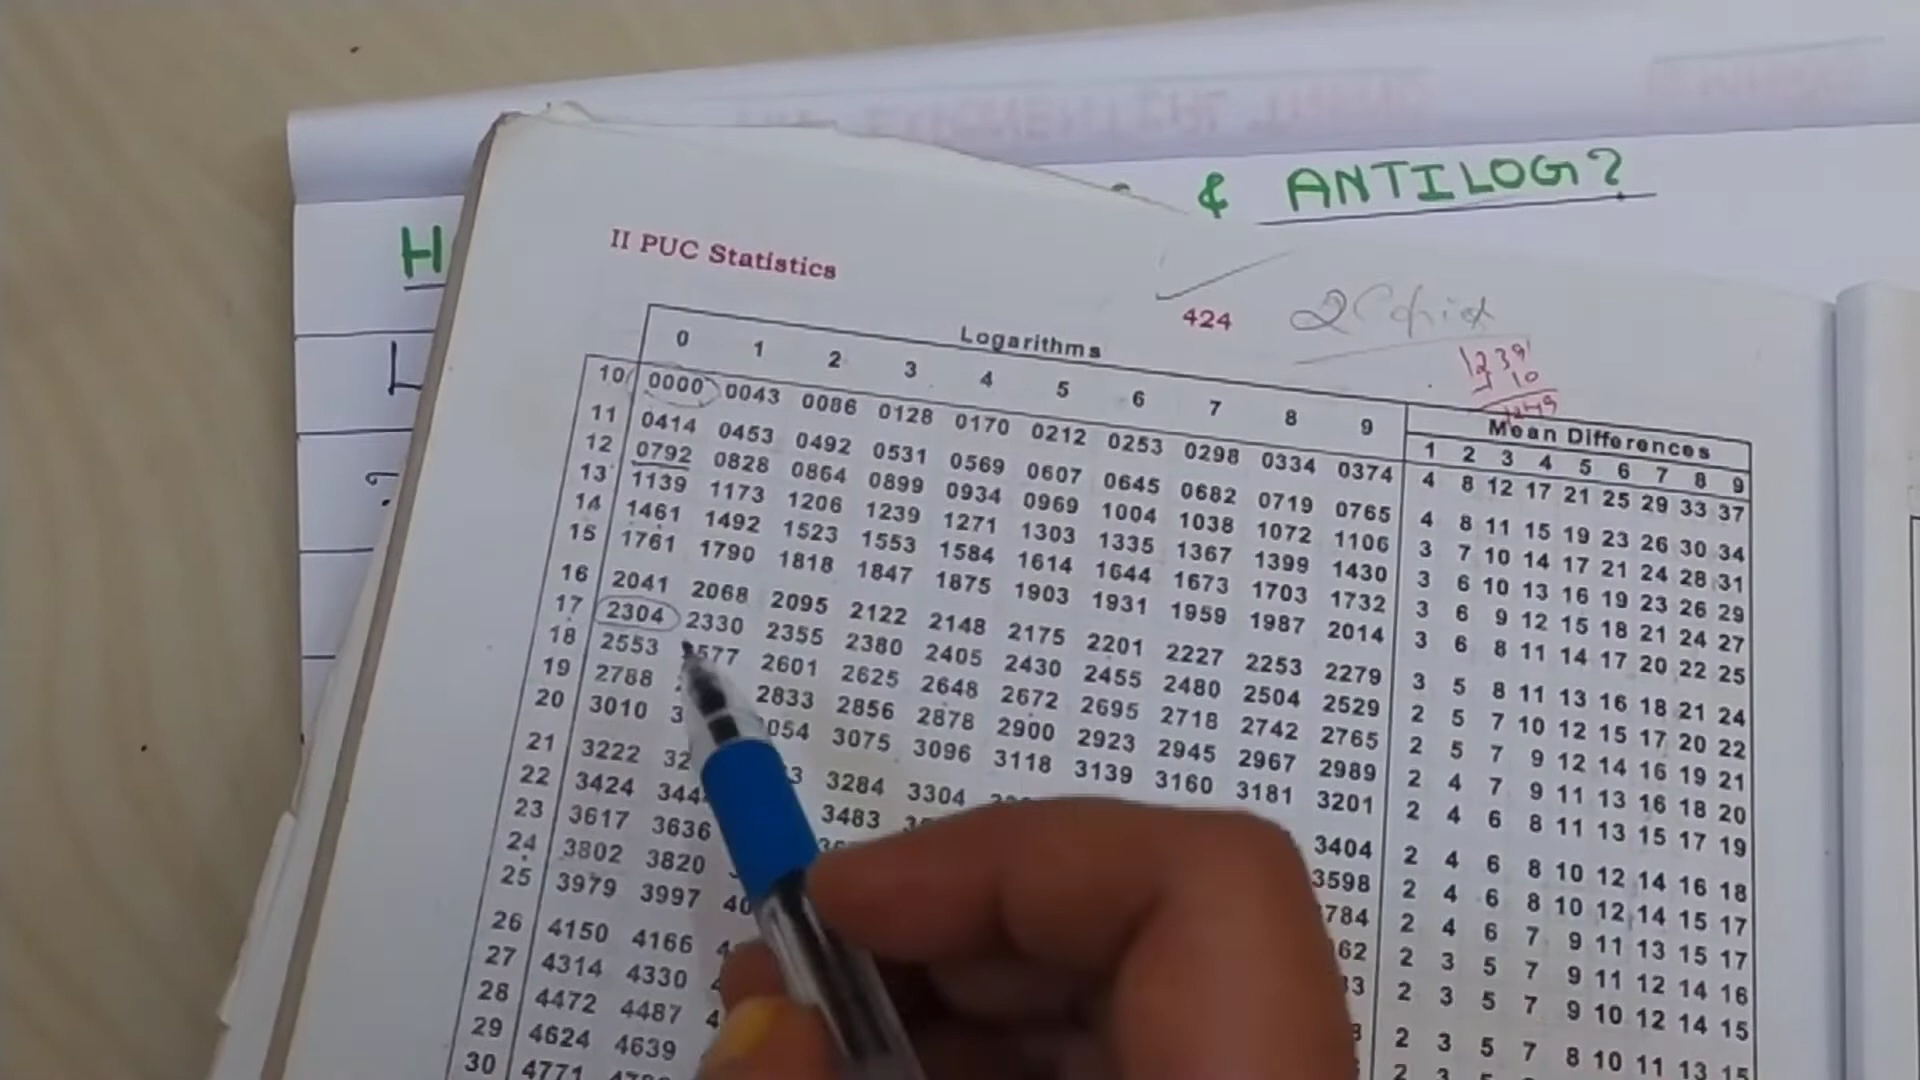 & ANTILOG?
H
II PUC Statistics
424
1239
10
1249
Logarithms
Mean Differences
0 1 2 3 4 5 6 7 8 9 1 2 3 4 5 6 7 8 9
10 0000 0043 0086 0128 0170 0212 0253 0298 0334 0374 4 8 12 17 21 25 29 33 37
11 0414 0453 0492 0531 0569 0607 0645 0682 0719 0765 4 8 11 15 19 23 26 30 34
12 0792 0828 0864 0899 0934 0969 1004 1038 1072 1106 3 7 10 14 17 21 24 28 31
13 1139 1173 1206 1239 1271 1303 1335 1367 1399 1430 3 6 10 13 16 19 23 26 29
14 1461 1492 1523 1553 1584 1614 1644 1673 1703 1732 3 6 9 12 15 18 21 24 27
15 1761 1790 1818 1847 1875 1903 1931 1959 1987 2014 3 6 8 11 14 17 20 22 25
16 2041 2068 2095 2122 2148 2175 2201 2227 2253 2279 3 5 8 11 13 16 18 21 24
17 2304 2330 2355 2380 2405 2430 2455 2480 2504 2529 2 5 7 10 12 15 17 20 22
18 2553 2601 2625 2648 2672 2695 2718 2742 2765 2 5 7 9 12 14 16 19 21
19 2788 2833 2856 2878 2900 2923 2945 2967 2989 2 4 7 9 11 13 16 18 20
20 3010 3075 3096 3118 3139 3160 3181 3201 2 4 6 8 11 13 15 17 19
21 3222 3284 3304 3404 2 4 6 8 10 12 14 16 18
22 3424 3483 3598 2 4 6 8 10 12 14 15 17
23 3617 3636 2 4 6 7 9 11 13 15 17
24 3802 3820 2 3 5 7 9 11 12 14 16
25 3979 3997 2 3 5 7 9 10 12 14 15
26 4150 4166 2 3 5 7 8 10 11 13 15
27 4314 4330
28 4472 4487
29 4624 4639
30 4771